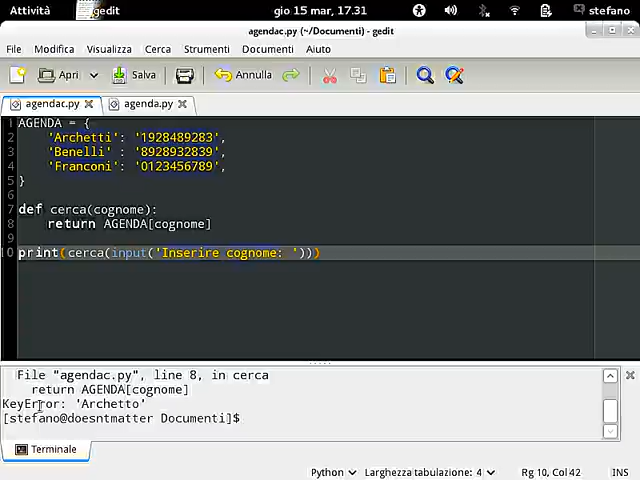 Attività gedit gio 15 mar, 17.31 stefano
agendac.py (~/Documenti) - gedit
File Modifica Visualizza Cerca Strumenti Documenti Aiuto
Apri Salva Annulla
agendac.py agenda.py
1 AGENDA = {
2 'Archetti': '1928489283',
3 'Benelli' : '8928932839',
4 'Franconi': '0123456789',
5 }
6
7 def cerca(cognome):
8 return AGENDA[cognome]
9
10 print(cerca(input('Inserire cognome: ')))
File "agendac.py", line 8, in cerca
return AGENDA[cognome]
KeyError: 'Archetto'
[stefano@doesntmatter Documenti]$
Terminale
Python Larghezza tabulazione: 4 Rg 10, Col 42 INS